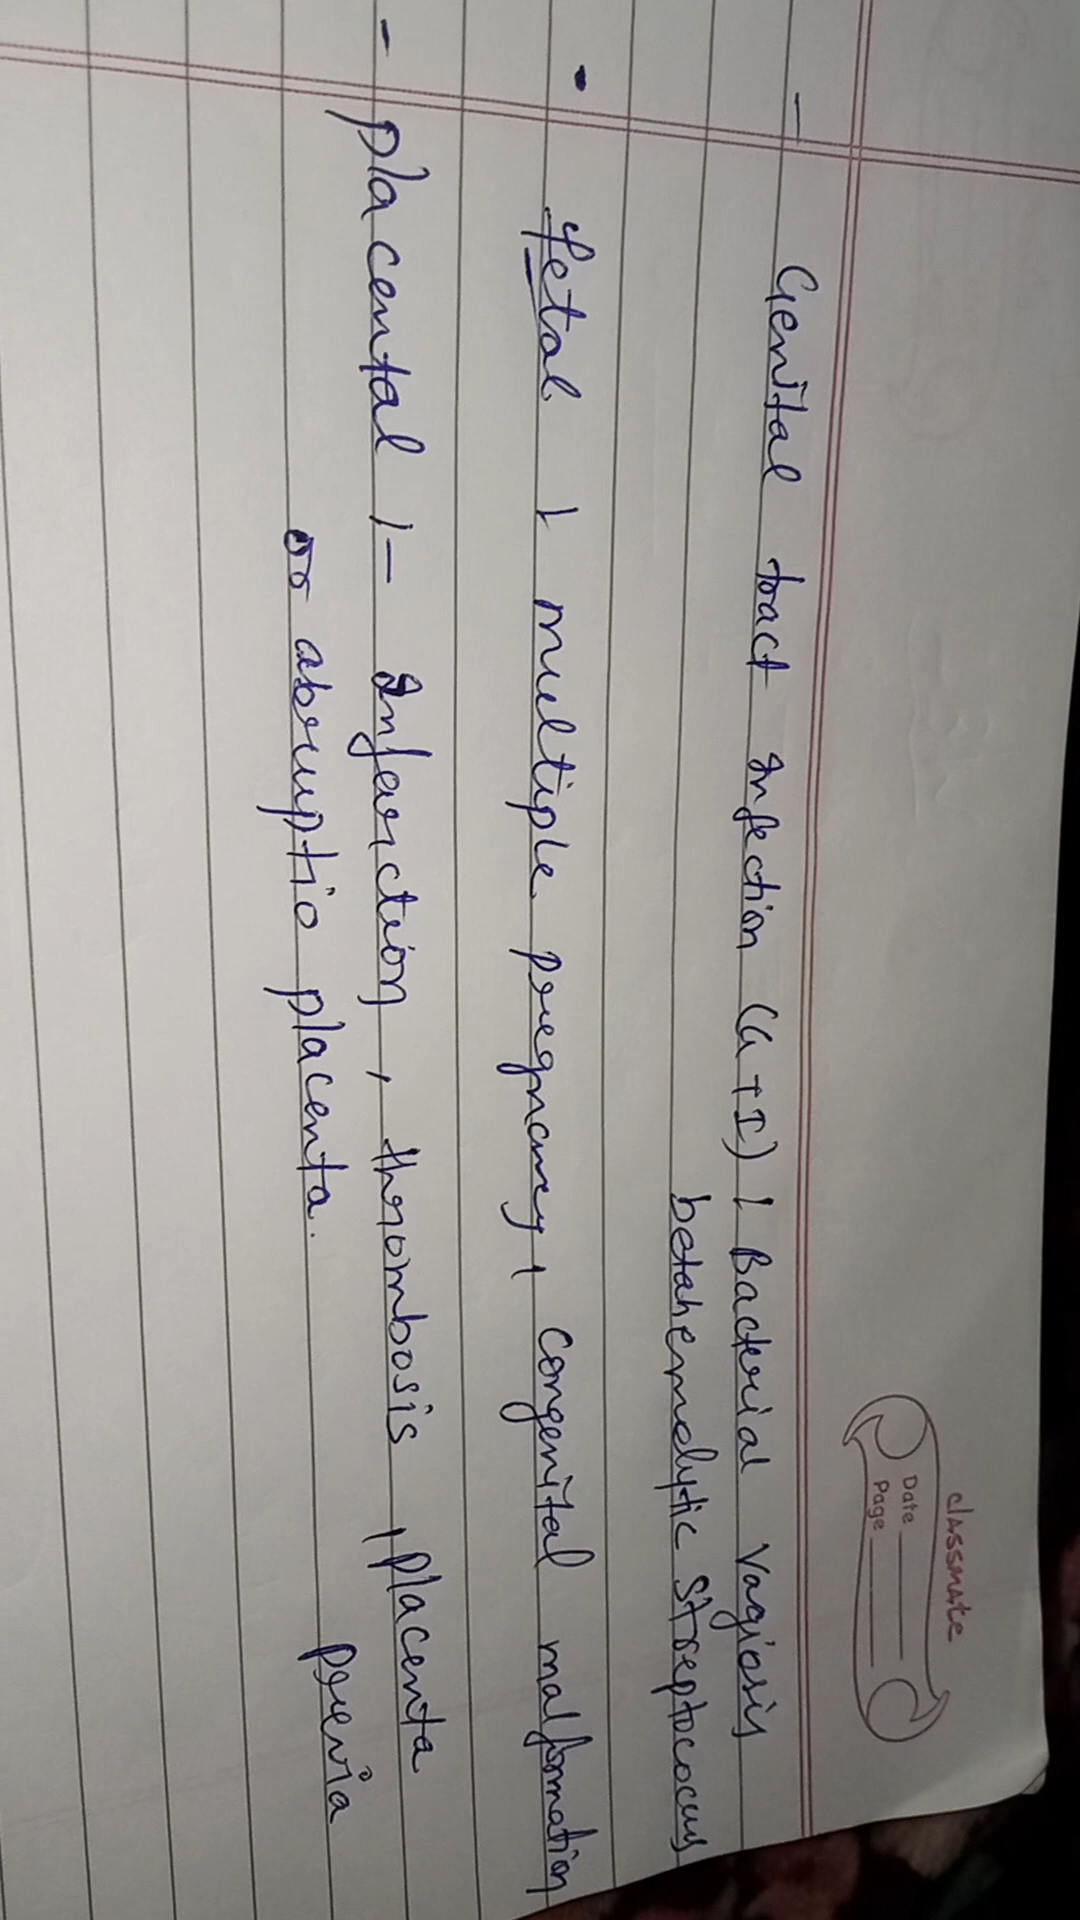 classmate
Date
Page
- Genital tract Infection (G T I) : Bacterial Vagiosis
betahemolytic Streptococus
- fetal : multiple pregnancy, congenital malformation
- placental :- Infarction, thrombosis, placenta
previa
or abruptio placenta.